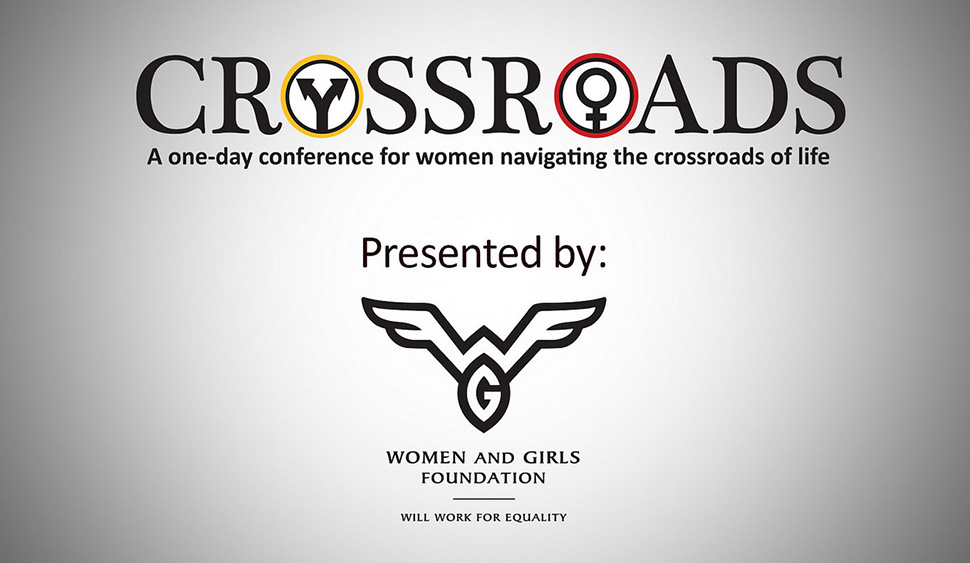 CROSSROADS
A one-day conference for women navigating the crossroads of life
Presented by:
WG
WOMEN AND GIRLS
FOUNDATION
WILL WORK FOR EQUALITY